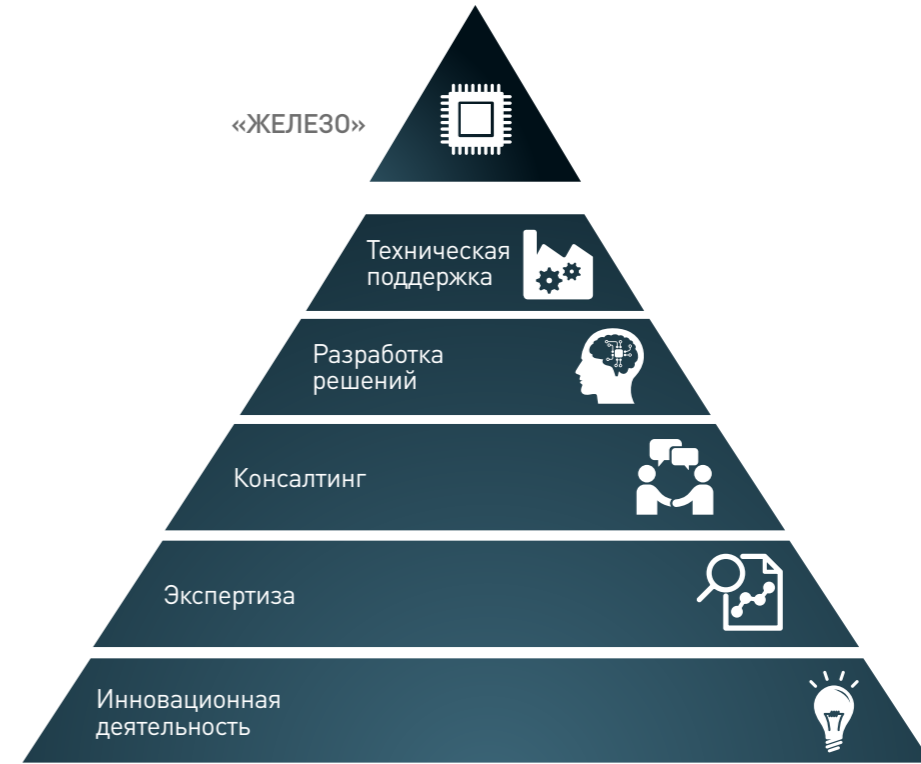 «ЖЕЛЕЗО»
Техническая
поддержка
Разработка
решений
Консалтинг
Экспертиза
Инновационная
деятельность